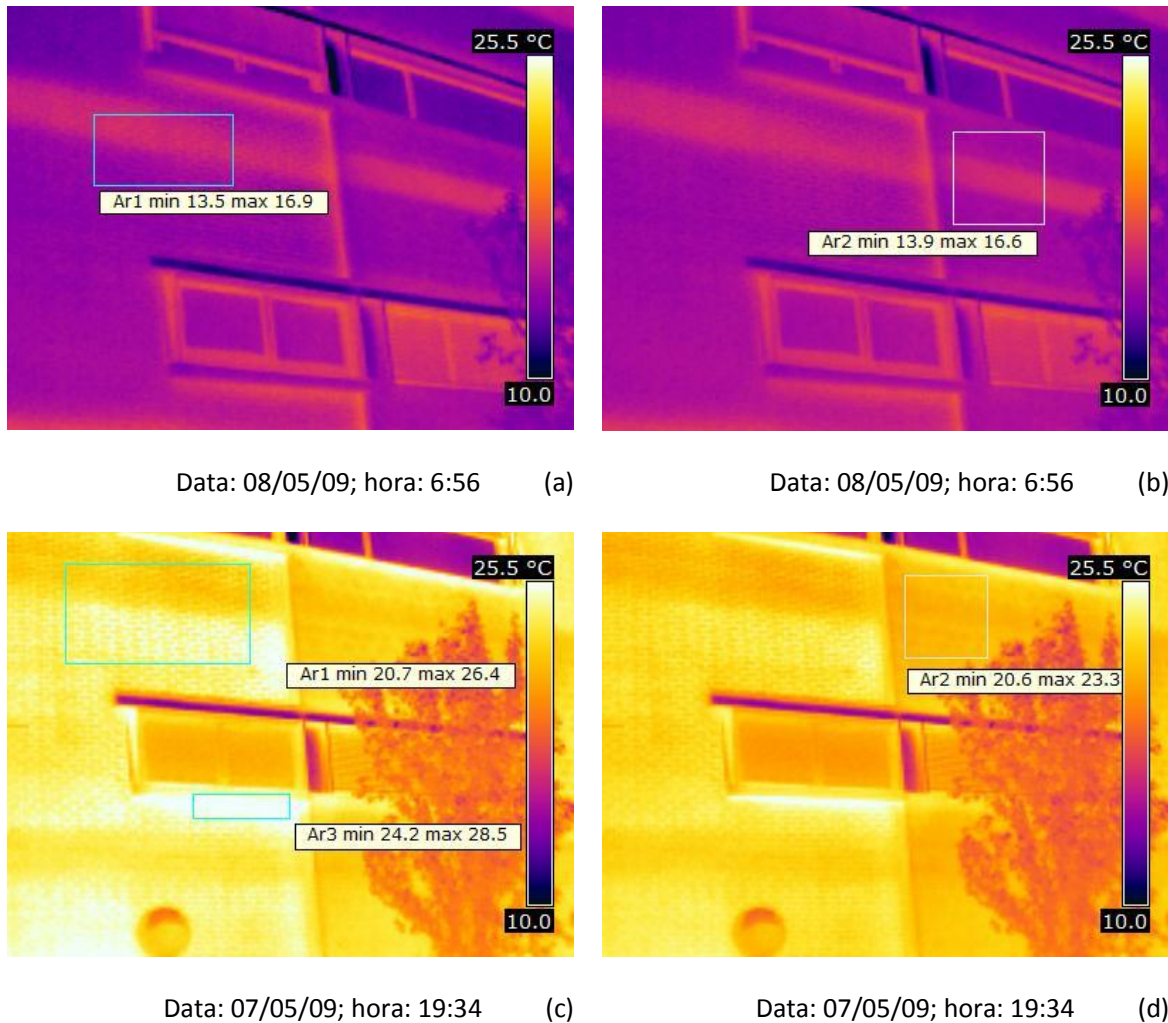 25.5 °C
Ar1 min 13.5 max 16.9
10.0
25.5 °C
Ar2 min 13.9 max 16.6
10.0
Data: 08/05/09; hora: 6:56 (a)
Data: 08/05/09; hora: 6:56 (b)
25.5 °C
Ar1 min 20.7 max 26.4
Ar3 min 24.2 max 28.5
10.0
25.5 °C
Ar2 min 20.6 max 23.3
10.0
Data: 07/05/09; hora: 19:34 (c)
Data: 07/05/09; hora: 19:34 (d)